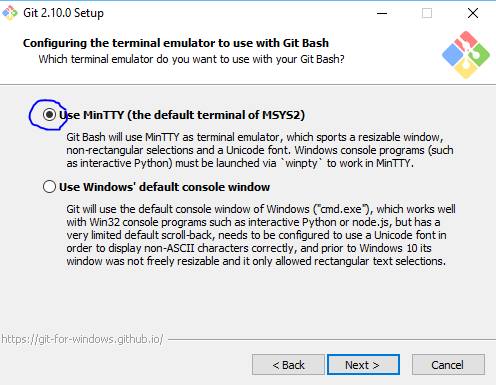 Git 2.10.0 Setup
Configuring the terminal emulator to use with Git Bash
Which terminal emulator do you want to use with your Git Bash?
Use MinTTY (the default terminal of MSYS2)
Git Bash will use MinTTY as terminal emulator, which sports a resizable window,
non-rectangular selections and a Unicode font. Windows console programs (such
as interactive Python) must be launched via `winpty` to work in MinTTY.
Use Windows' default console window
Git will use the default console window of Windows ("cmd.exe"), which works well
with Win32 console programs such as interactive Python or node.js, but has a
very limited default scroll-back, needs to be configured to use a Unicode font in
order to display non-ASCII characters correctly, and prior to Windows 10 its
window was not freely resizable and it only allowed rectangular text selections.
https://git-for-windows.github.io/
< Back
Next >
Cancel